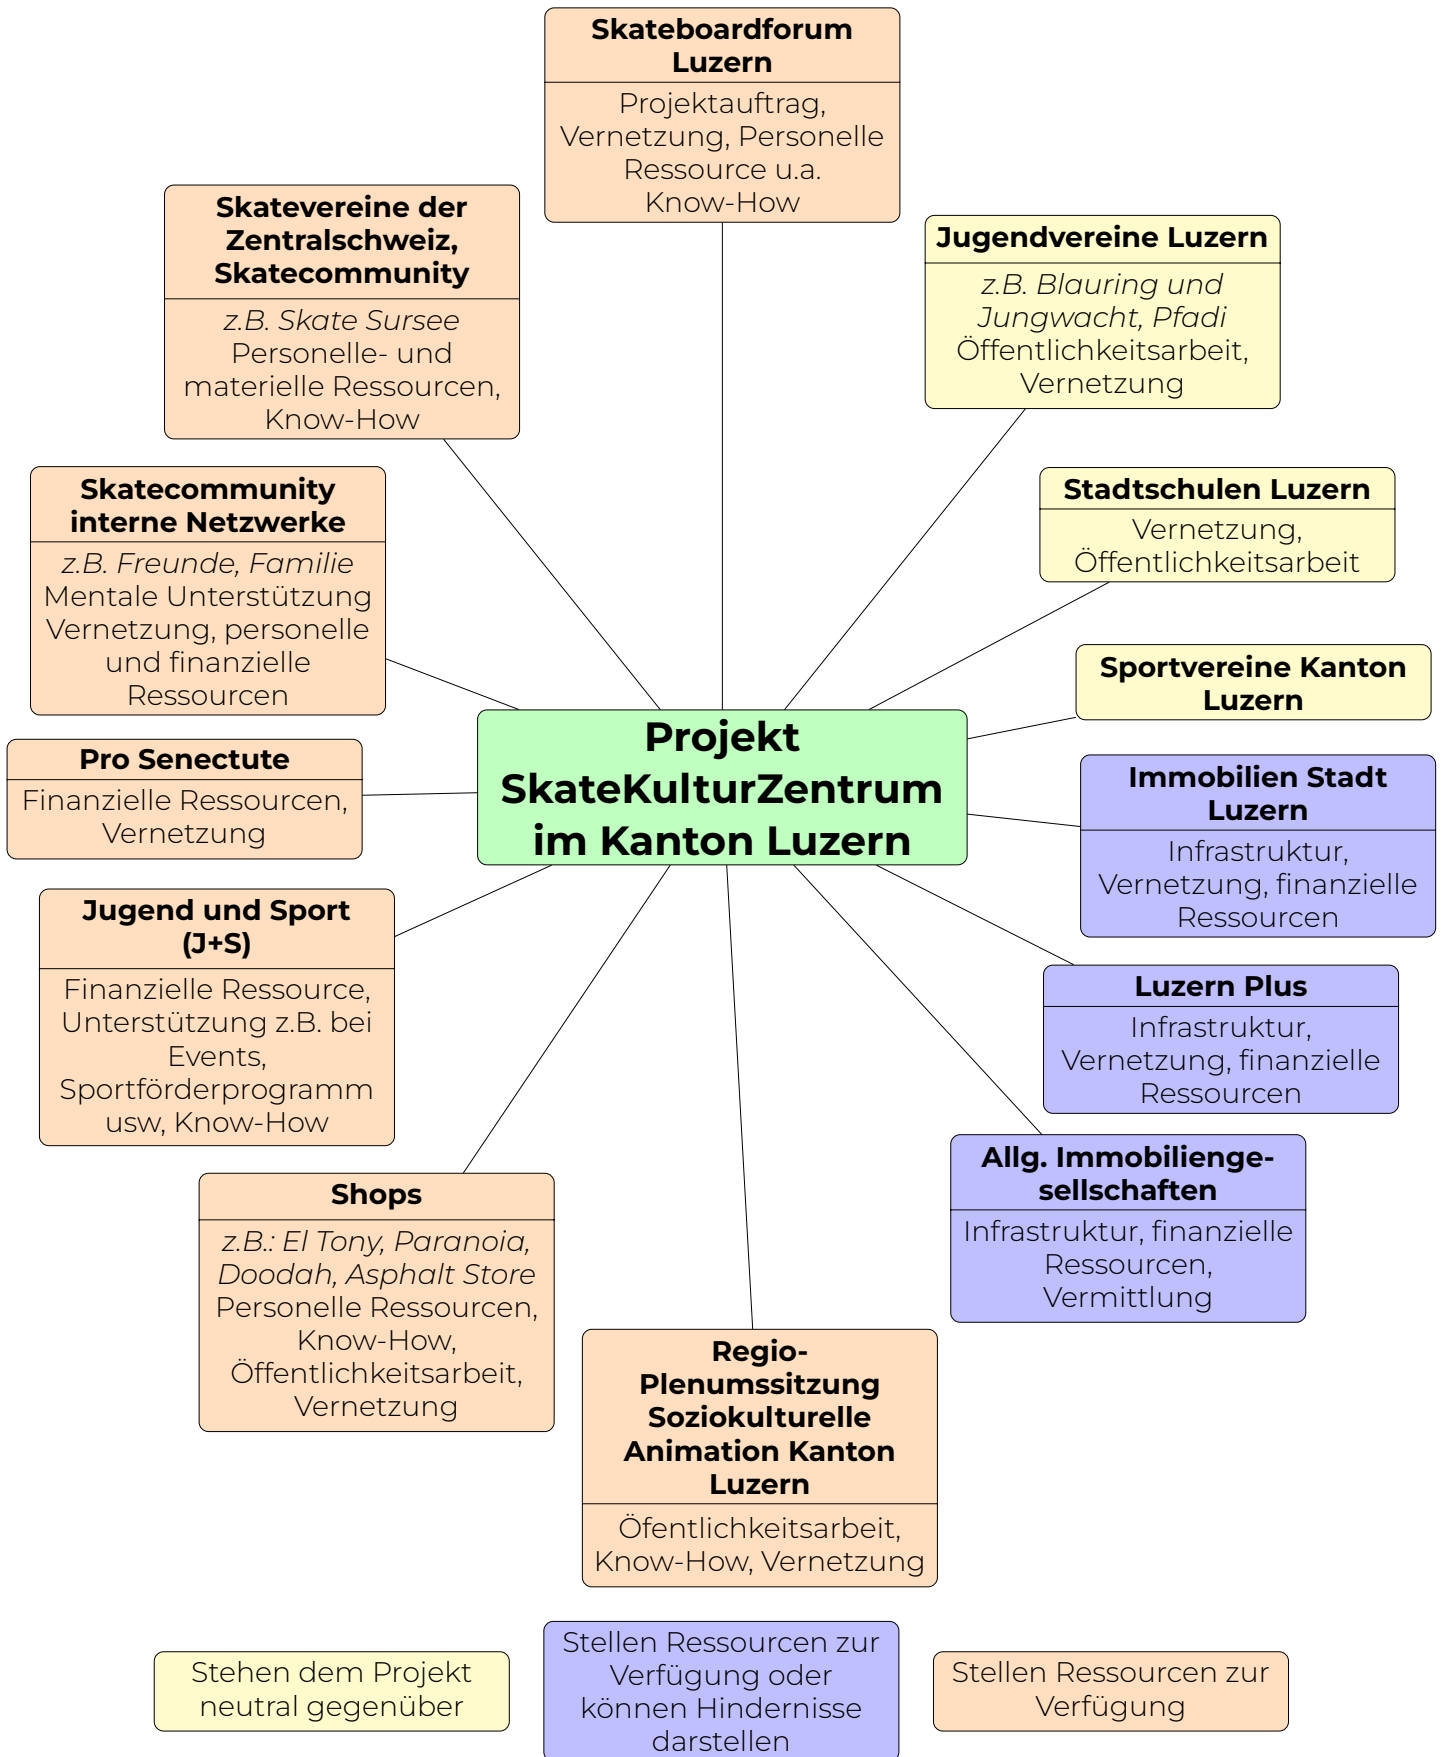 Skateboardforum
Luzern
Projektauftrag,
Vernetzung, Personelle
Ressource u.a.
Know-How
Skatevereine der
Zentralschweiz,
Skatecommunity
z.B. Skate Sursee
Personelle- und
materielle Ressourcen,
Know-How
Jugendvereine Luzern
z.B. Blauring und
Jungwacht, Pfadi
Öffentlichkeitsarbeit,
Vernetzung
Skatecommunity
interne Netzwerke
z.B. Freunde, Familie
Mentale Unterstützung
Vernetzung, personelle
und finanzielle
Ressourcen
Stadtschulen Luzern
Vernetzung,
Öffentlichkeitsarbeit
Sportvereine Kanton
Luzern
Projekt
SkateKulturZentrum
im Kanton Luzern
Pro Senectute
Finanzielle Ressourcen,
Vernetzung
Immobilien Stadt
Luzern
Infrastruktur,
Vernetzung, finanzielle
Ressourcen
Jugend und Sport
(J+S)
Finanzielle Ressource,
Unterstützung z.B. bei
Events,
Sportförderprogramm
usw, Know-How
Luzern Plus
Infrastruktur,
Vernetzung, finanzielle
Ressourcen
Allg. Immobilienge-
sellschaften
Infrastruktur, finanzielle
Ressourcen,
Vermittlung
Shops
z.B.: El Tony, Paranoia,
Doodah, Asphalt Store
Personelle Ressourcen,
Know-How,
Öffentlichkeitsarbeit,
Vernetzung
Regio-
Plenumssitzung
Soziokulturelle
Animation Kanton
Luzern
Öfentlichkeitsarbeit,
Know-How, Vernetzung
Stehen dem Projekt
neutral gegenüber
Stellen Ressourcen zur
Verfügung oder
können Hindernisse
darstellen
Stellen Ressourcen zur
Verfügung